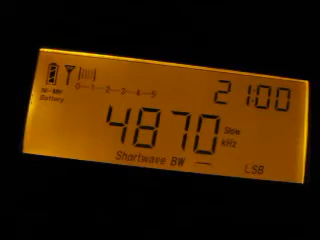 21:00
Ni-MH
Battery
0-1-2-3-4-5
4870 Slow
kHz
Shortwave BW
LSB